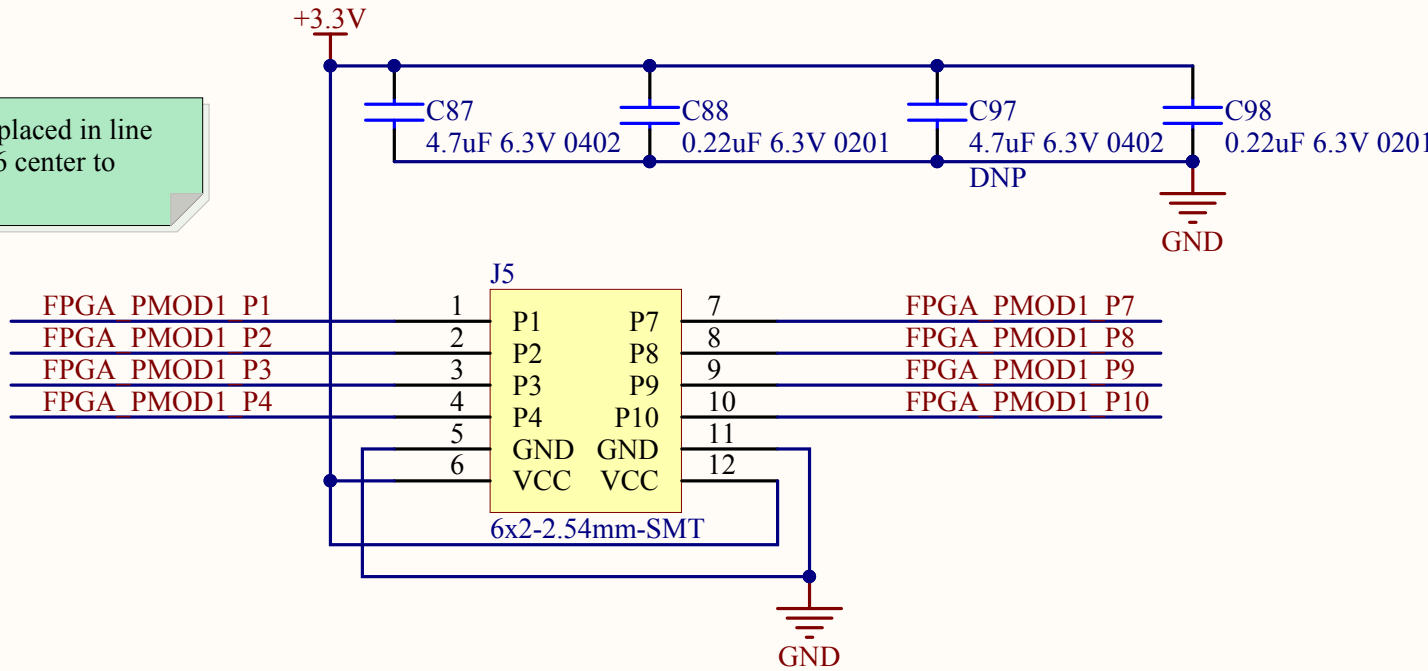 +3.3V
C87
4.7uF 6.3V 0402
C88
0.22uF 6.3V 0201
C97
4.7uF 6.3V 0402
DNP
C98
0.22uF 6.3V 0201
GND
placed in line
6 center to
J5
FPGA_PMOD1_P1 1 P1 P7 7 FPGA_PMOD1_P7
FPGA_PMOD1_P2 2 P2 P8 8 FPGA_PMOD1_P8
FPGA_PMOD1_P3 3 P3 P9 9 FPGA_PMOD1_P9
FPGA_PMOD1_P4 4 P4 P10 10 FPGA_PMOD1_P10
5 GND GND 11
6 VCC VCC 12
6x2-2.54mm-SMT
GND